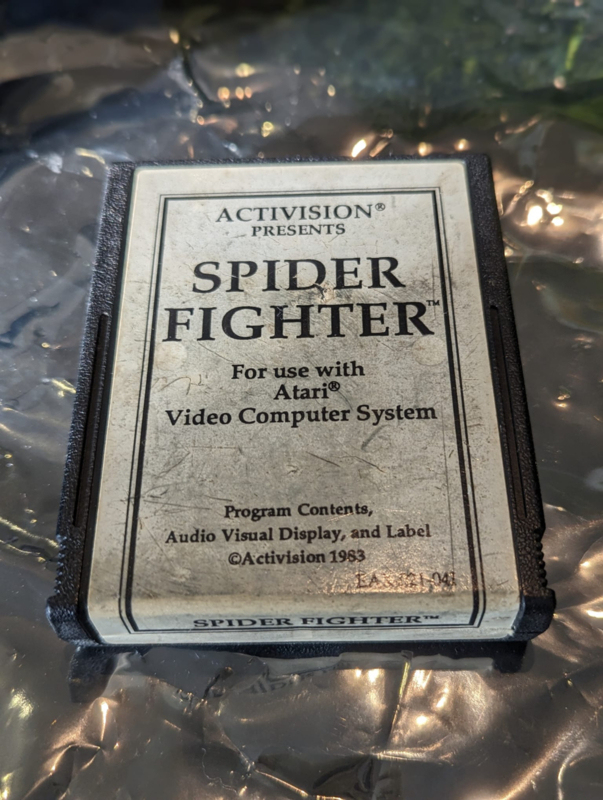 ACTIVISION®
PRESENTS
SPIDER
FIGHTER™
For use with
Atari®
Video Computer System
Program Contents,
Audio Visual Display, and Label
©Activision 1983
SPIDER FIGHTER™